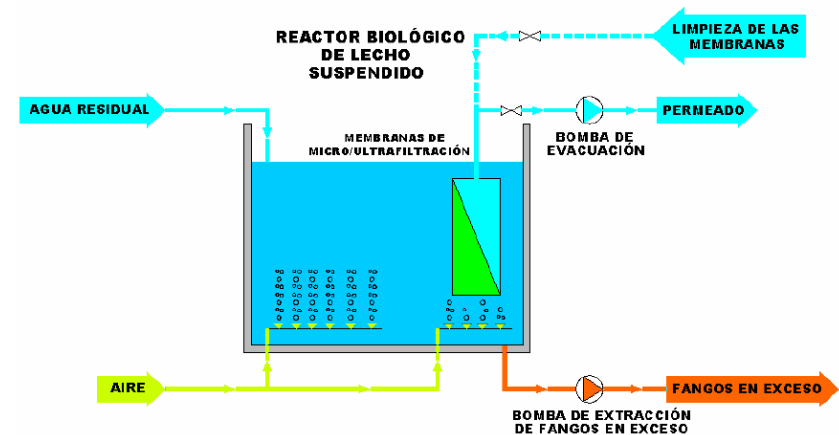 REACTOR BIOLÓGICO
DE LECHO
SUSPENDIDO
LIMPIEZA DE LAS
MEMBRANAS
AGUA RESIDUAL
PERMEADO
MEMBRANAS DE
MICRO/ULTRAFILTRACIÓN
BOMBA DE
EVACUACIÓN
AIRE
FANGOS EN EXCESO
BOMBA DE EXTRACCIÓN
DE FANGOS EN EXCESO